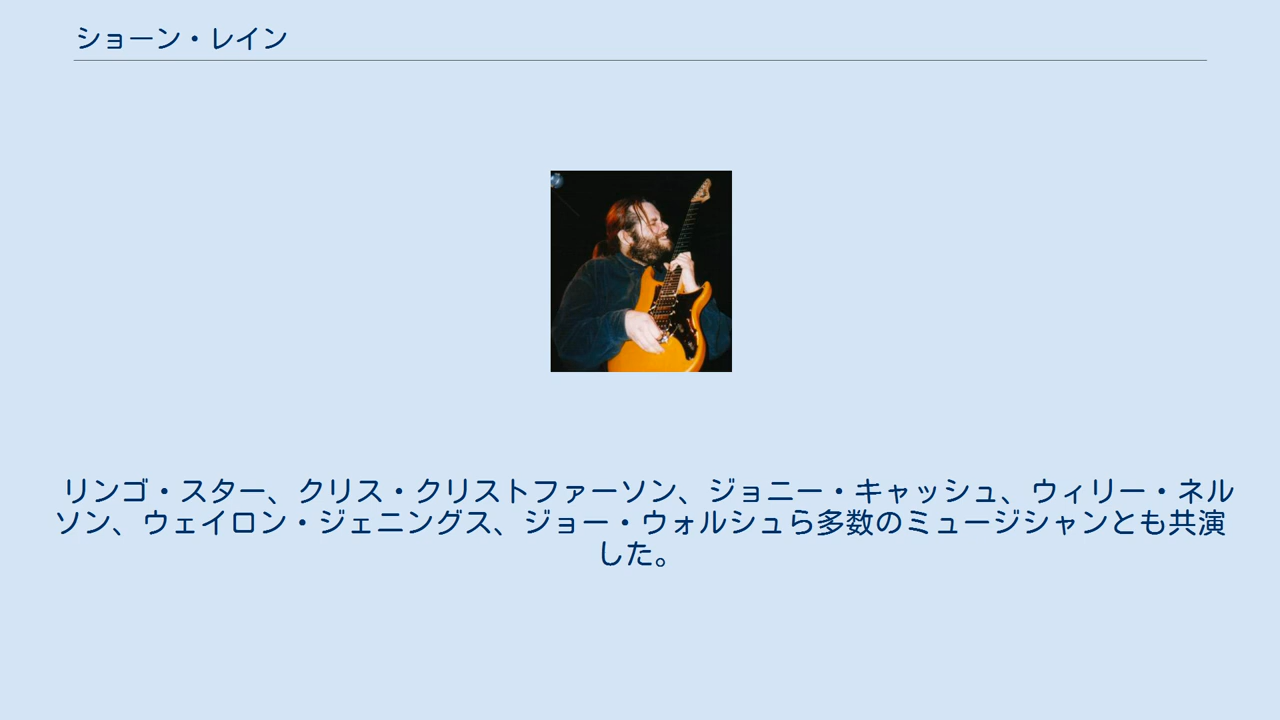 ショーン・レイン
リンゴ・スター、クリス・クリストファーソン、ジョニー・キャッシュ、ウィリー・ネル
ソン、ウェイロン・ジェニングス、ジョー・ウォルシュら多数のミュージシャンとも共演
した。